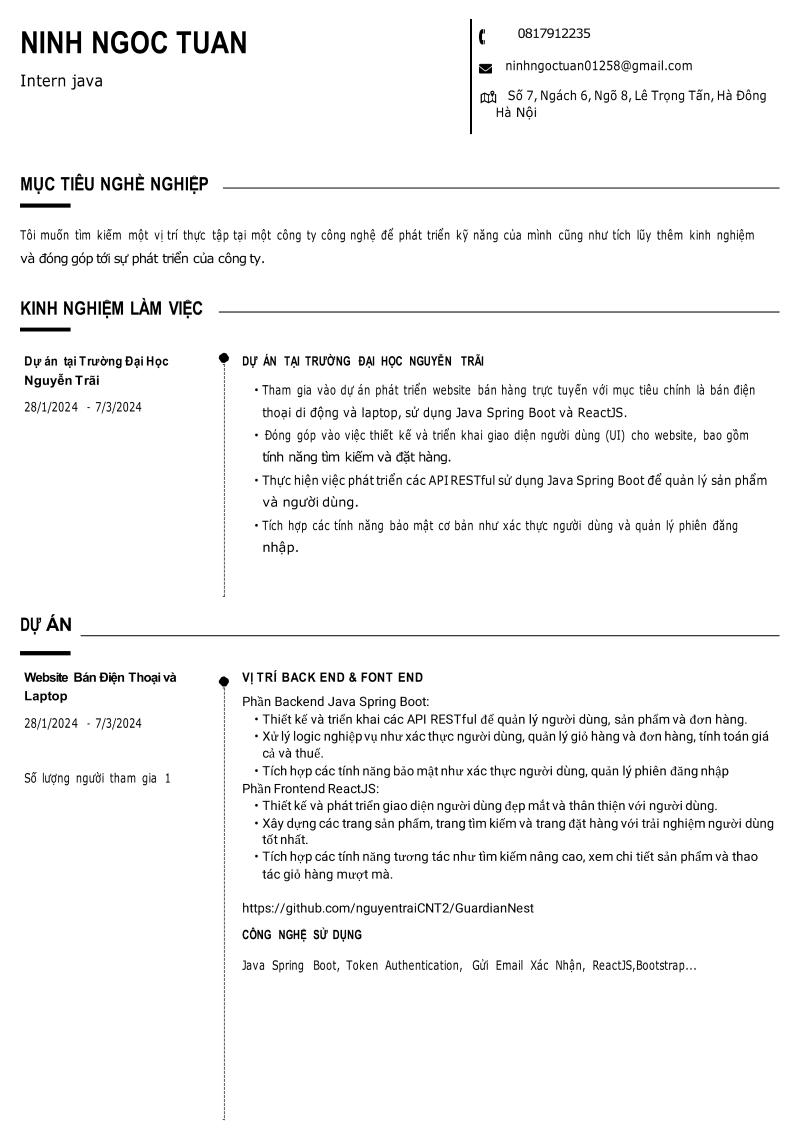 NINH NGOC TUAN
Intern java
0817912235
ninhngoctuan01258@gmail.com
Số 7, Ngách 6, Ngõ 8, Lê Trọng Tấn, Hà Đông
Hà Nội
MỤC TIÊU NGHỀ NGHIỆP
Tôi muốn tìm kiếm một vị trí thực tập tại một công ty công nghệ để phát triển kỹ năng của mình cũng như tích lũy thêm kinh nghiệm
và đóng góp tới sự phát triển của công ty.
KINH NGHIỆM LÀM VIỆC
Dự án tại Trường Đại Học
Nguyễn Trãi
28/1/2024 - 7/3/2024
DỰ ÁN TẠI TRƯỜNG ĐẠI HỌC NGUYỄN TRÃI
• Tham gia vào dự án phát triển website bán hàng trực tuyến với mục tiêu chính là bán điện
thoại di động và laptop, sử dụng Java Spring Boot và ReactJS.
• Đóng góp vào việc thiết kế và triển khai giao diện người dùng (UI) cho website, bao gồm
tính năng tìm kiếm và đặt hàng.
• Thực hiện việc phát triển các API RESTful sử dụng Java Spring Boot để quản lý sản phẩm
và người dùng.
• Tích hợp các tính năng bảo mật cơ bản như xác thực người dùng và quản lý phiên đăng
nhập.
DỰ ÁN
Website Bán Điện Thoại và
Laptop
28/1/2024 - 7/3/2024
Số lượng người tham gia 1
VỊ TRÍ BACK END & FONT END
Phần Backend Java Spring Boot:
• Thiết kế và triển khai các API RESTful để quản lý người dùng, sản phẩm và đơn hàng.
• Xử lý logic nghiệp vụ như xác thực người dùng, quản lý giỏ hàng và đơn hàng, tính toán giá
cả và thuế.
• Tích hợp các tính năng bảo mật như xác thực người dùng, quản lý phiên đăng nhập
Phần Frontend ReactJS:
• Thiết kế và phát triển giao diện người dùng đẹp mắt và thân thiện với người dùng.
• Xây dựng các trang sản phẩm, trang tìm kiếm và trang đặt hàng với trải nghiệm người dùng
tốt nhất.
• Tích hợp các tính năng tương tác như tìm kiếm nâng cao, xem chi tiết sản phẩm và thao
tác giỏ hàng mượt mà.
https://github.com/nguyentraiCNT2/GuardianNest
CÔNG NGHỆ SỬ DỤNG
Java Spring Boot, Token Authentication, Gửi Email Xác Nhận, ReactJS,Bootstrap...